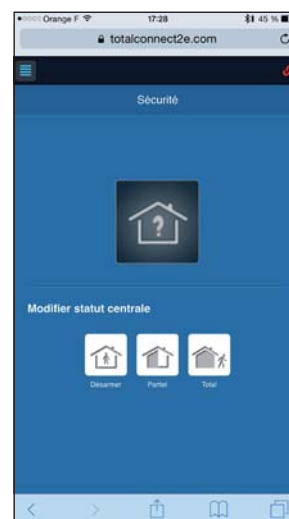 Orange F 17:28 45 %
totalconnect2e.com
Sécurité
?
Modifier statut centrale
Désarmer Partiel Total